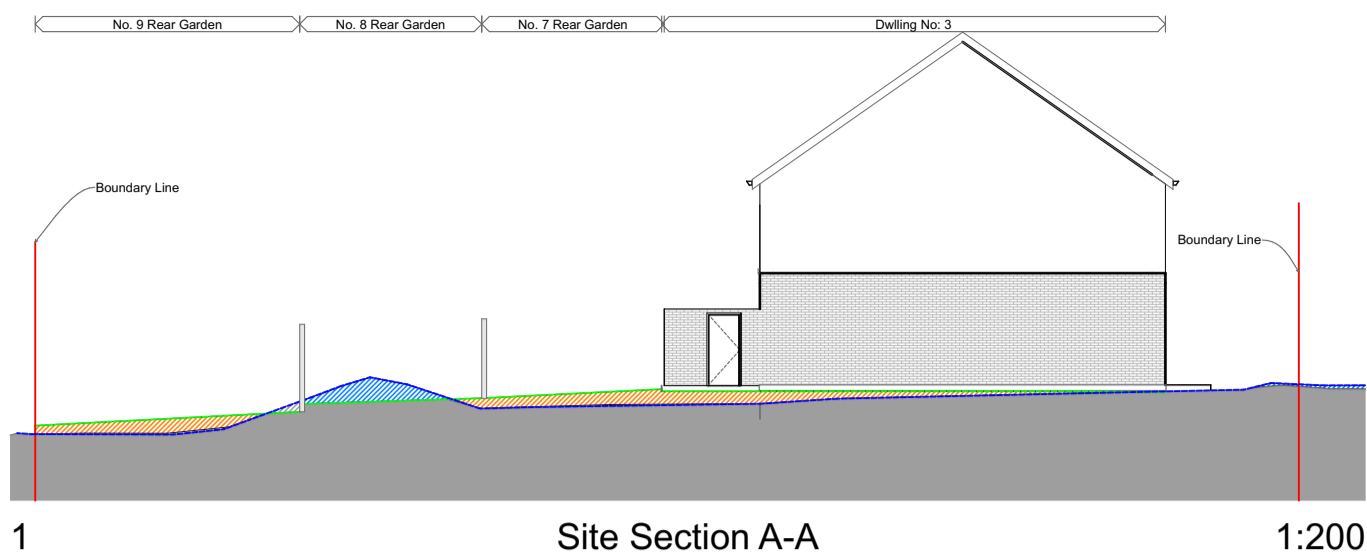 No. 9 Rear Garden
No. 8 Rear Garden
No. 7 Rear Garden
Dwlling No: 3
Boundary Line
Boundary Line
1
Site Section A-A
1:200